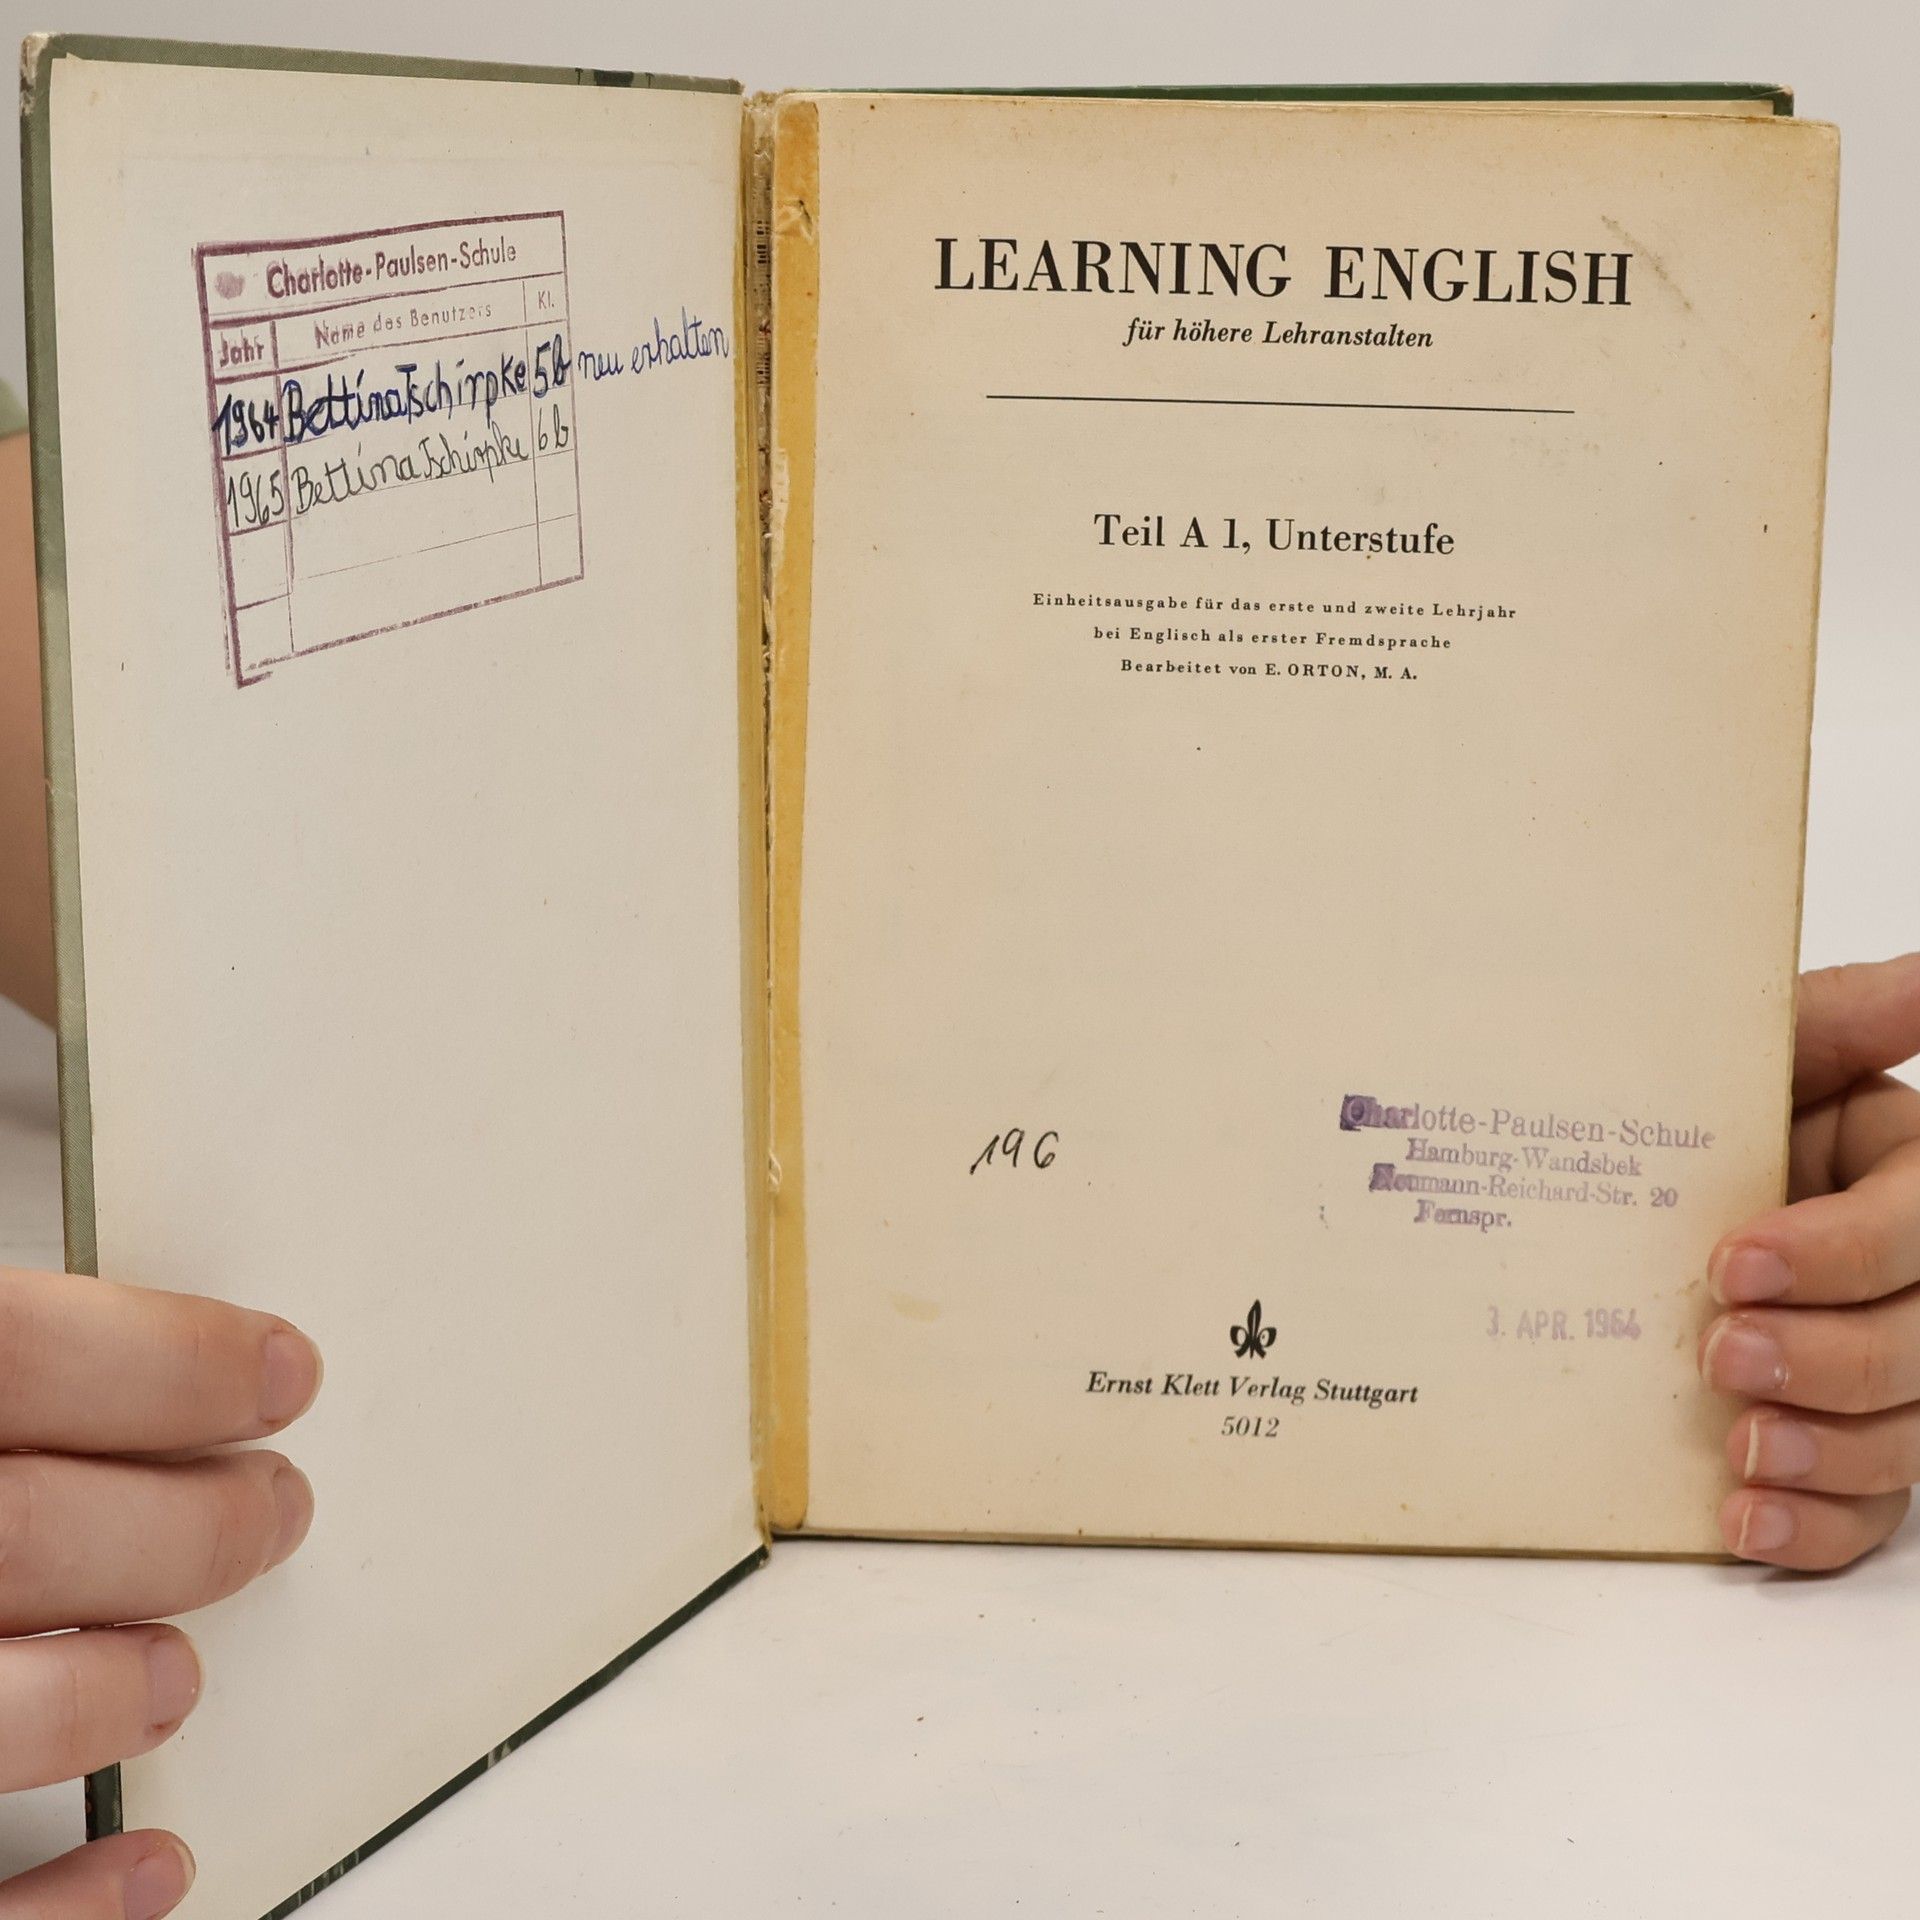 Charlotte-Paulsen-Schule
Jahr Name des Benutzers Kl.
1964 Bettina Tschirpke 5b neu erhalten
1965 Bettina Tschirpke 6b
LEARNING ENGLISH
für höhere Lehranstalten
Teil A 1, Unterstufe
Einheitsausgabe für das erste und zweite Lehrjahr
bei Englisch als erster Fremdsprache
Bearbeitet von E. ORTON, M. A.
196
Charlotte-Paulsen-Schule
Hamburg-Wandsbek
Neumann-Reichard-Str. 20
Fernspr.
3. APR. 1964
Ernst Klett Verlag Stuttgart
5012